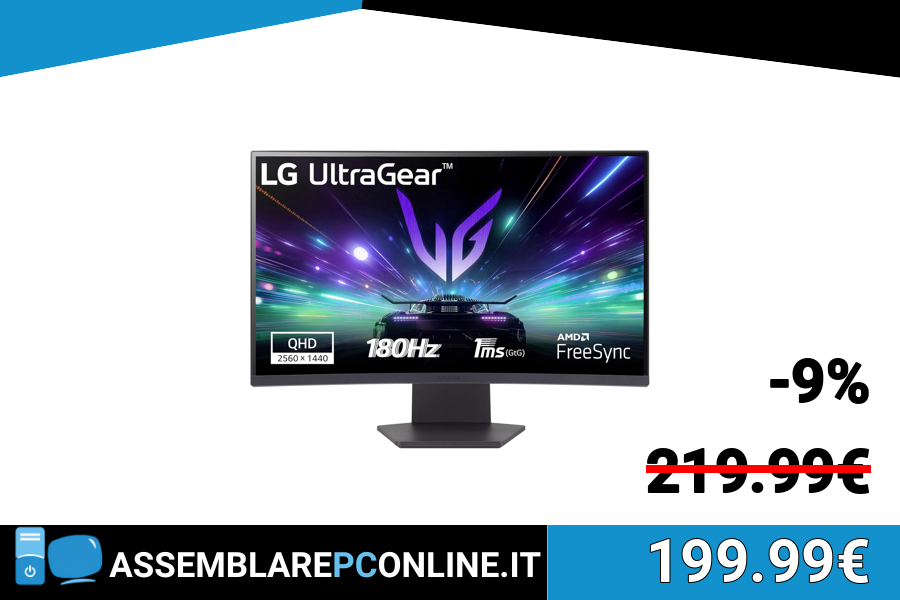 LG UltraGear™
QHD
2560 × 1440
180Hz
1ms (GtG)
AMD
FreeSync
-9%
219.99€
ASSEMBLAREPCONLINE.IT
199.99€